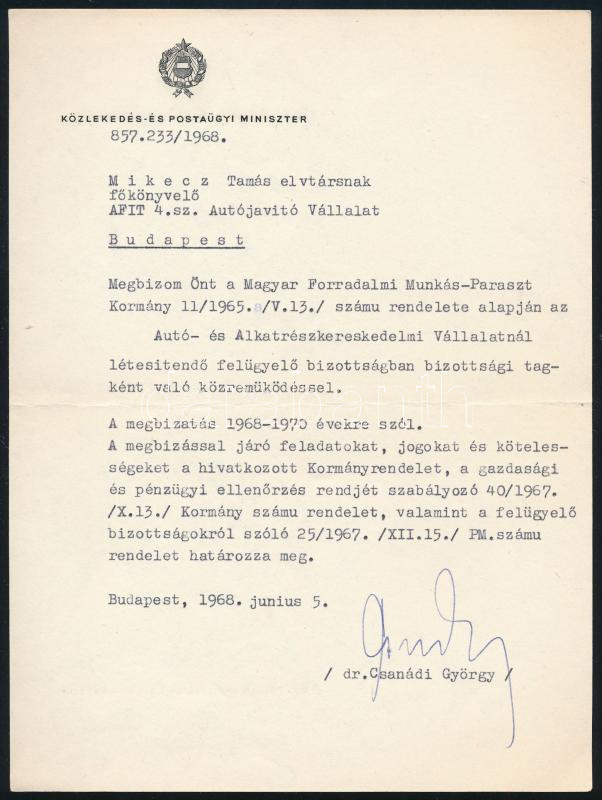 KÖZLEKEDÉS-ÉS POSTAÜGYI MINISZTER
857.233/1968.
M i k e c z Tamás elvtársnak
főkönyvelő
AFIT 4.sz. Autójavitó Vállalat
B u d a p e s t
Megbizom Önt a Magyar Forradalmi Munkás-Paraszt
Kormány 11/1965./V.13./ számu rendelete alapján az
Autó- és Alkatrészkereskedelmi Vállalatnál
létesitendő felügyelő bizottságban bizottsági tag-
ként való közremüködéssel.
A megbizatás 1968-1970 évekre szól.
A megbizással járó feladatokat, jogokat és köteles-
ségeket a hivatkozott Kormányrendelet, a gazdasági
és pénzügyi ellenőrzés rendjét szabályozó 40/1967.
/X.13./ Kormány számu rendelet, valamint a felügyelő
bizottságokról szóló 25/1967. /XII.15./ PM.számu
rendelet határozza meg.
Budapest, 1968. junius 5.
/ dr.Csanádi György /